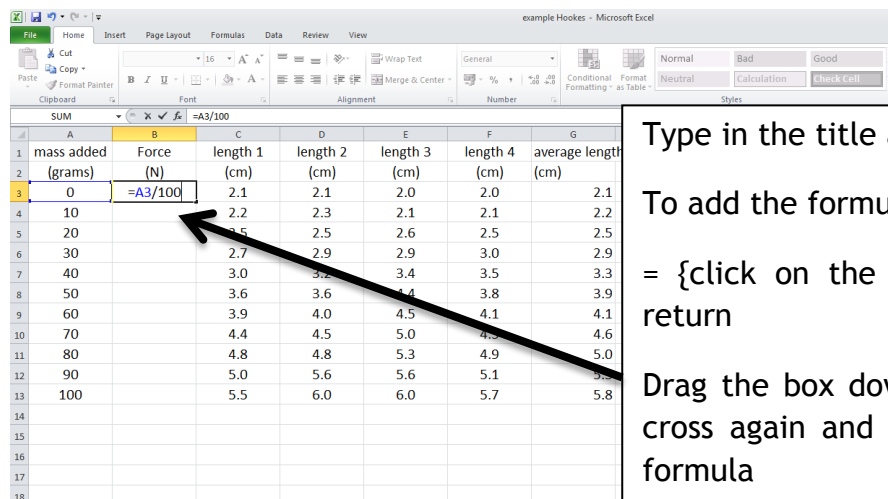 example Hookes - Microsoft Excel
File Home Insert Page Layout Formulas Data Review View
Cut
Copy
Format Painter
Paste
16 A A Wrap Text General
B I U A Merge & Center % , .0 .00 .00 .0
Conditional Formatting Format as Table
Normal Bad Good
Neutral Calculation Check Cell
Clipboard Font Alignment Number Styles
SUM fx =A3/100
A B C D E F G
1 mass added Force length 1 length 2 length 3 length 4 average length
2 (grams) (N) (cm) (cm) (cm) (cm) (cm)
3 0 =A3/100 2.1 2.1 2.0 2.0 2.1
4 10 2.2 2.3 2.1 2.1 2.2
5 20 2.5 2.6 2.5 2.5
6 30 2.7 2.9 2.9 3.0 2.9
7 40 3.0 3.4 3.5 3.3
8 50 3.6 3.6 3.8 3.9
9 60 3.9 4.0 4.5 4.1 4.1
10 70 4.4 4.5 5.0 4.6
11 80 4.8 4.8 5.3 4.9 5.0
12 90 5.0 5.6 5.6 5.1
13 100 5.5 6.0 6.0 5.7 5.8
14
15
16
17
18
Type in the title
To add the formu
= {click on the
return
Drag the box dow
cross again and
formula